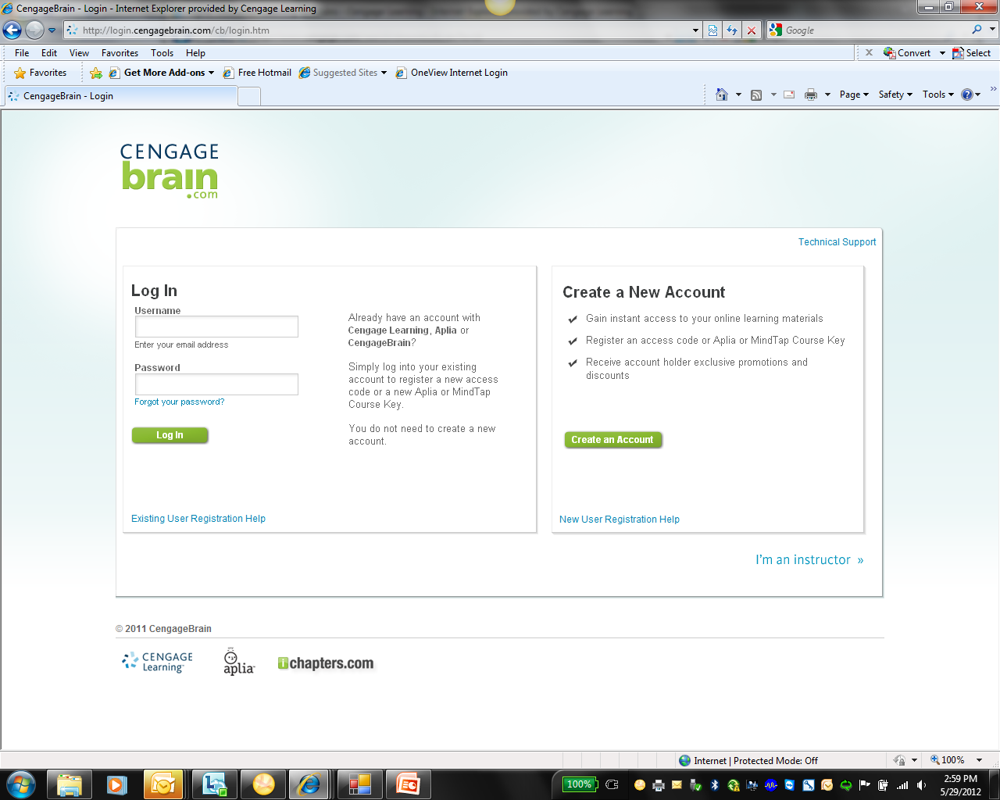 CengageBrain - Login - Internet Explorer provided by Cengage Learning
http://login.cengagebrain.com/cb/login.htm
Google
File Edit View Favorites Tools Help
Convert Select
Favorites Get More Add-ons Free Hotmail Suggested Sites OneView Internet Login
CengageBrain - Login
Page Safety Tools
CENGAGE
brain
.com
Technical Support
Log In
Username
Enter your email address
Password
Forgot your password?
Log In
Already have an account with
Cengage Learning, Aplia or
CengageBrain?
Simply log into your existing
account to register a new access
code or a new Aplia or MindTap
Course Key.
You do not need to create a new
account.
Existing User Registration Help
Create a New Account
Gain instant access to your online learning materials
Register an access code or Aplia or MindTap Course Key
Receive account holder exclusive promotions and
discounts
Create an Account
New User Registration Help
I'm an instructor »
© 2011 CengageBrain
CENGAGE
Learning™
aplia™
ichapters.com
Internet | Protected Mode: Off
100%
100%
2:59 PM
5/29/2012